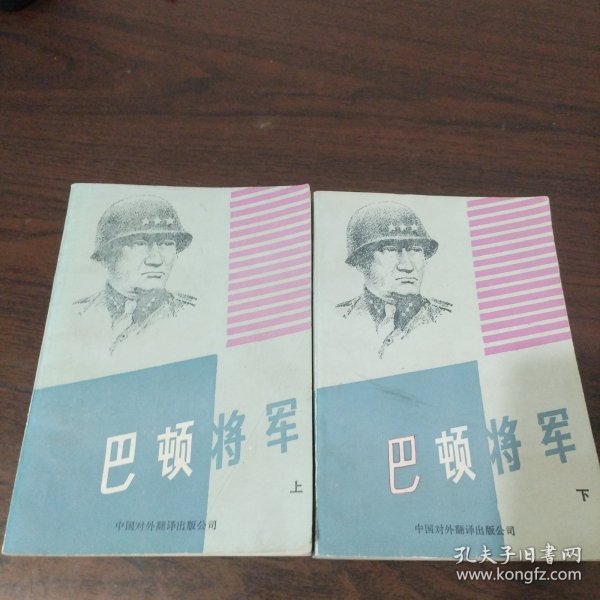 巴顿将军
上
中国对外翻译出版公司
巴顿将军
下
中国对外翻译出版公司
孔夫子旧书网
www.kongfz.com